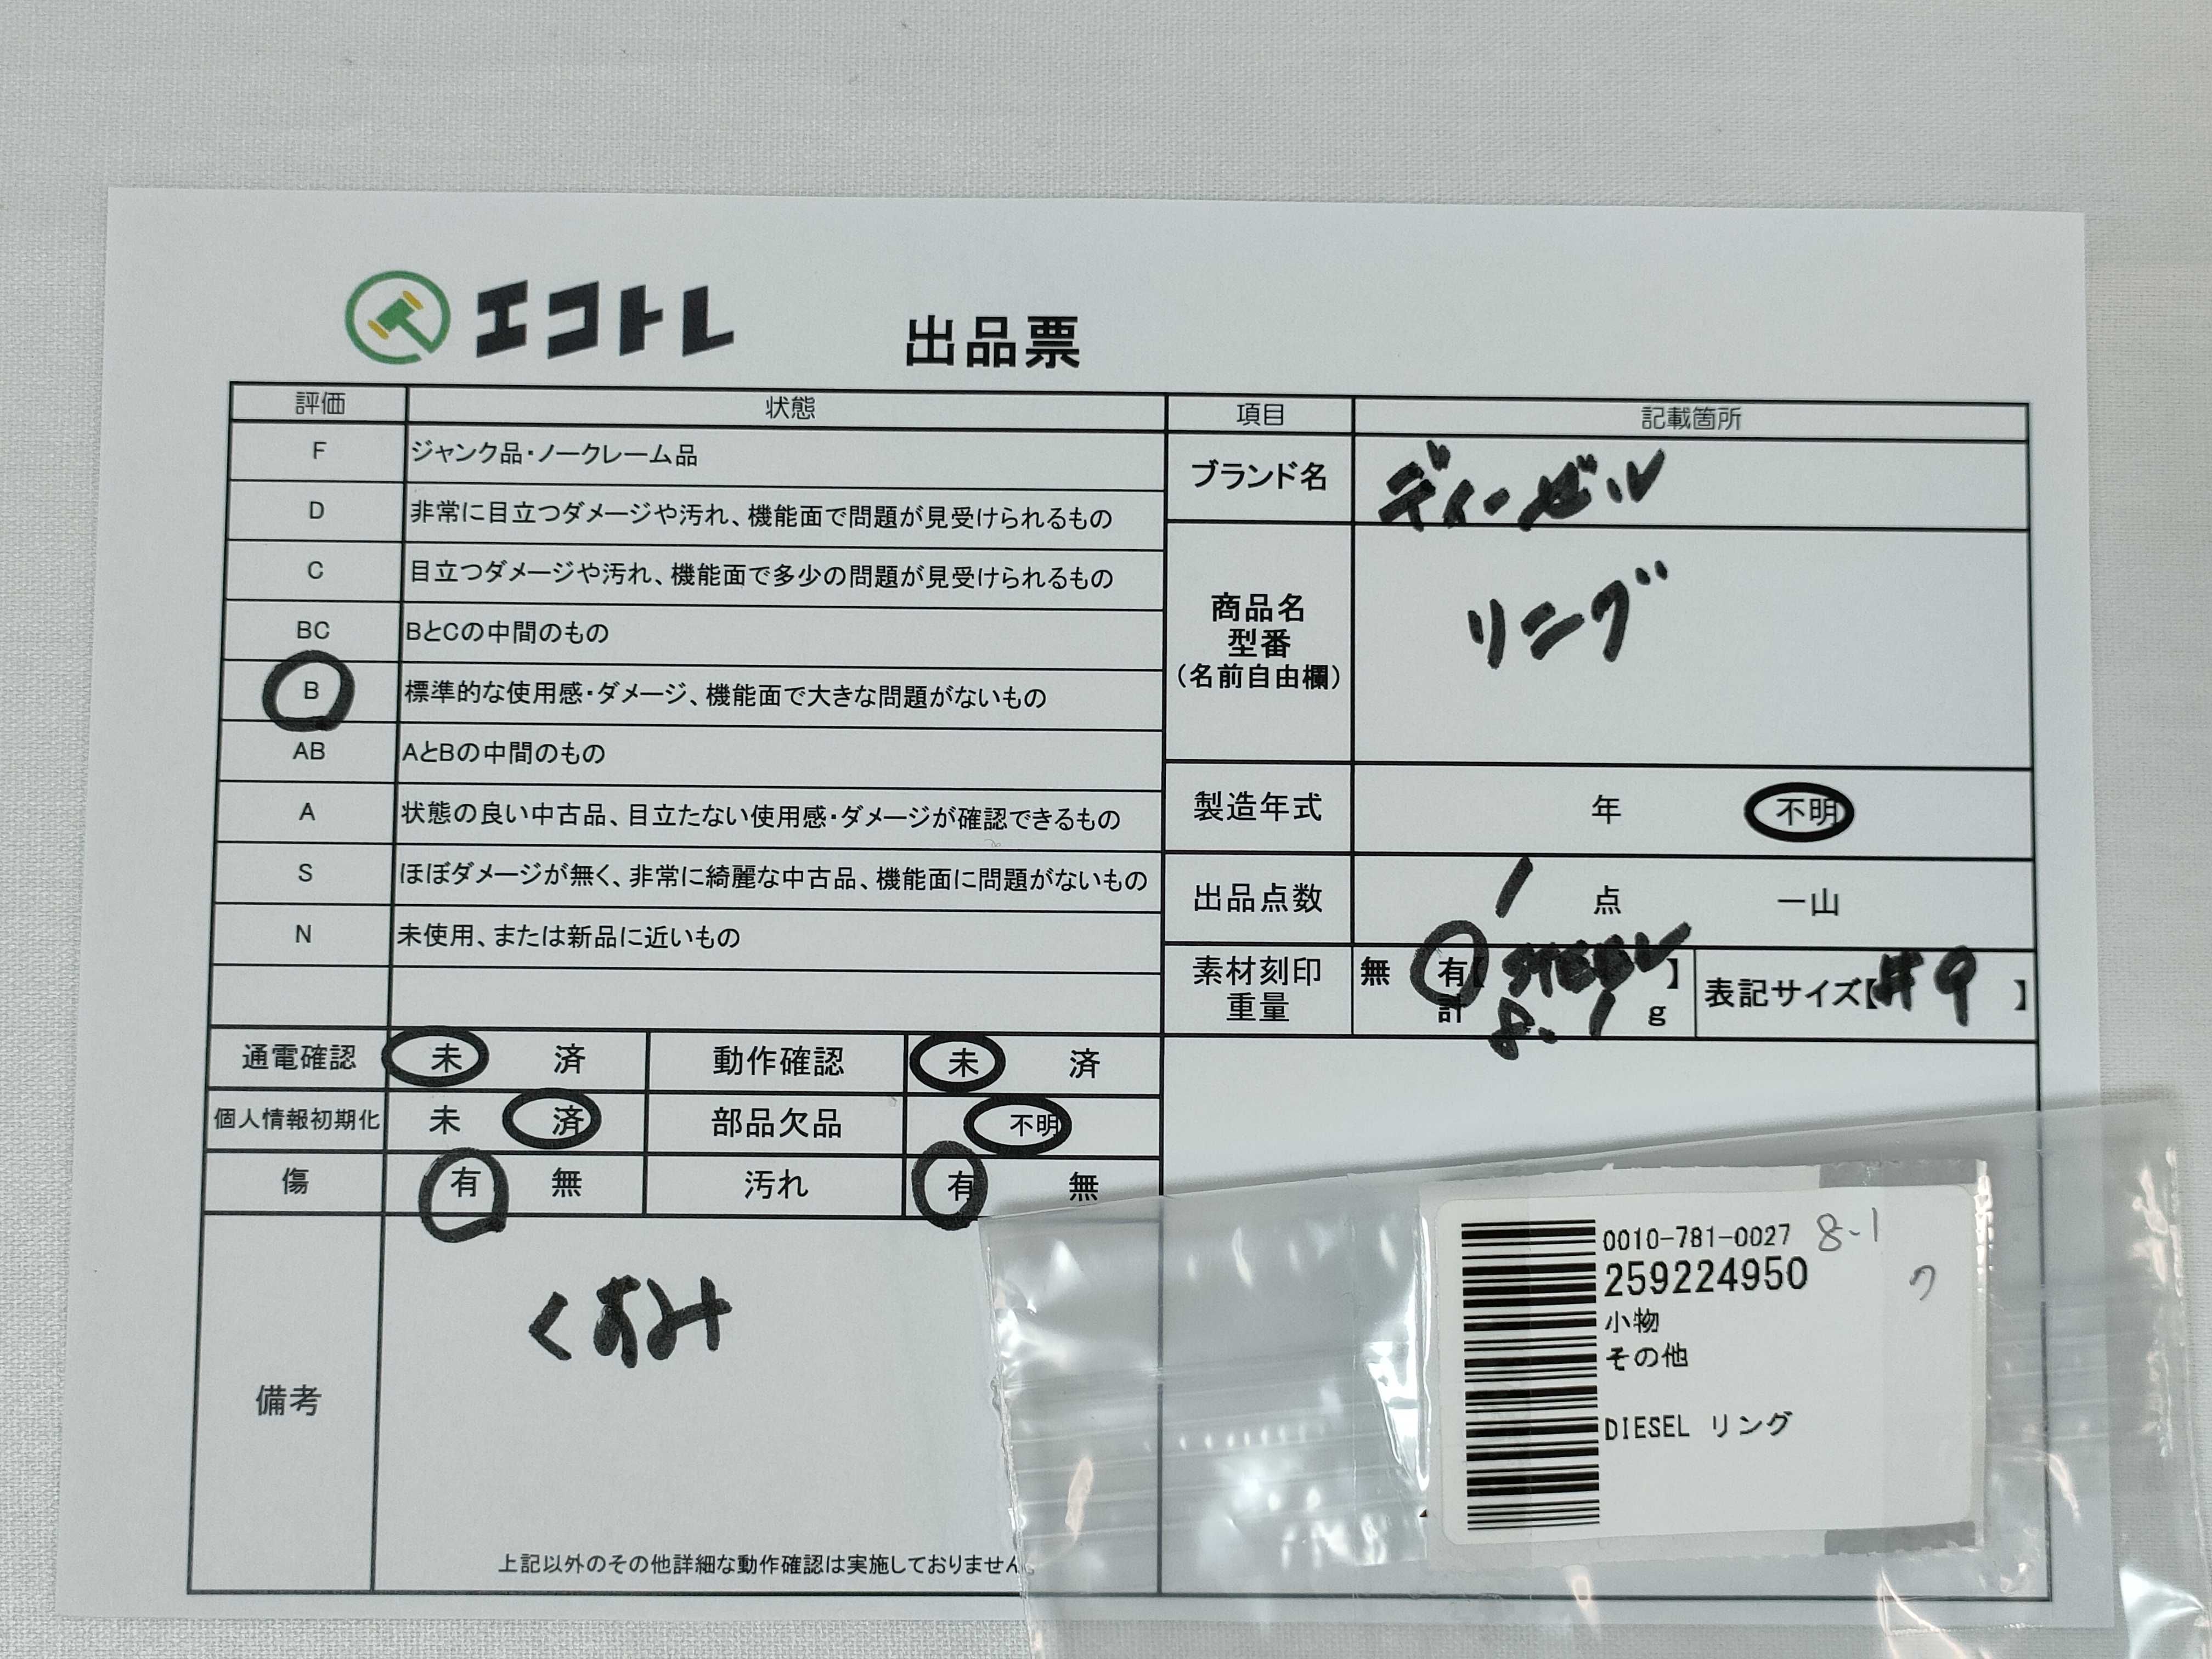 エコトレ 出品票
評価 状態
F ジャンク品・ノークレーム品
D 非常に目立つダメージや汚れ、機能面で問題が見受けられるもの
C 目立つダメージや汚れ、機能面で多少の問題が見受けられるもの
BC BとCの中間のもの
B 標準的な使用感・ダメージ、機能面で大きな問題がないもの
AB AとBの中間のもの
A 状態の良い中古品、目立たない使用感・ダメージが確認できるもの
S ほぼダメージが無く、非常に綺麗な中古品、機能面に問題がないもの
N 未使用、または新品に近いもの
通電確認 未 済 動作確認 未 済
個人情報初期化 未 済 部品欠品 不明
傷 有 無 汚れ 有 無
備考 くすみ
上記以外のその他詳細な動作確認は実施しておりません。
項目 記載箇所
ブランド名 ディーゼル
商品名
型番
(名前自由欄)
リング
製造年式 年 不明
出品点数 1 点 一山
素材刻印 無 有【 】
重量 計 8.1 g
表記サイズ【#9 】
0010-781-0027 8.1
259224950
小物
その他
DIESEL リング